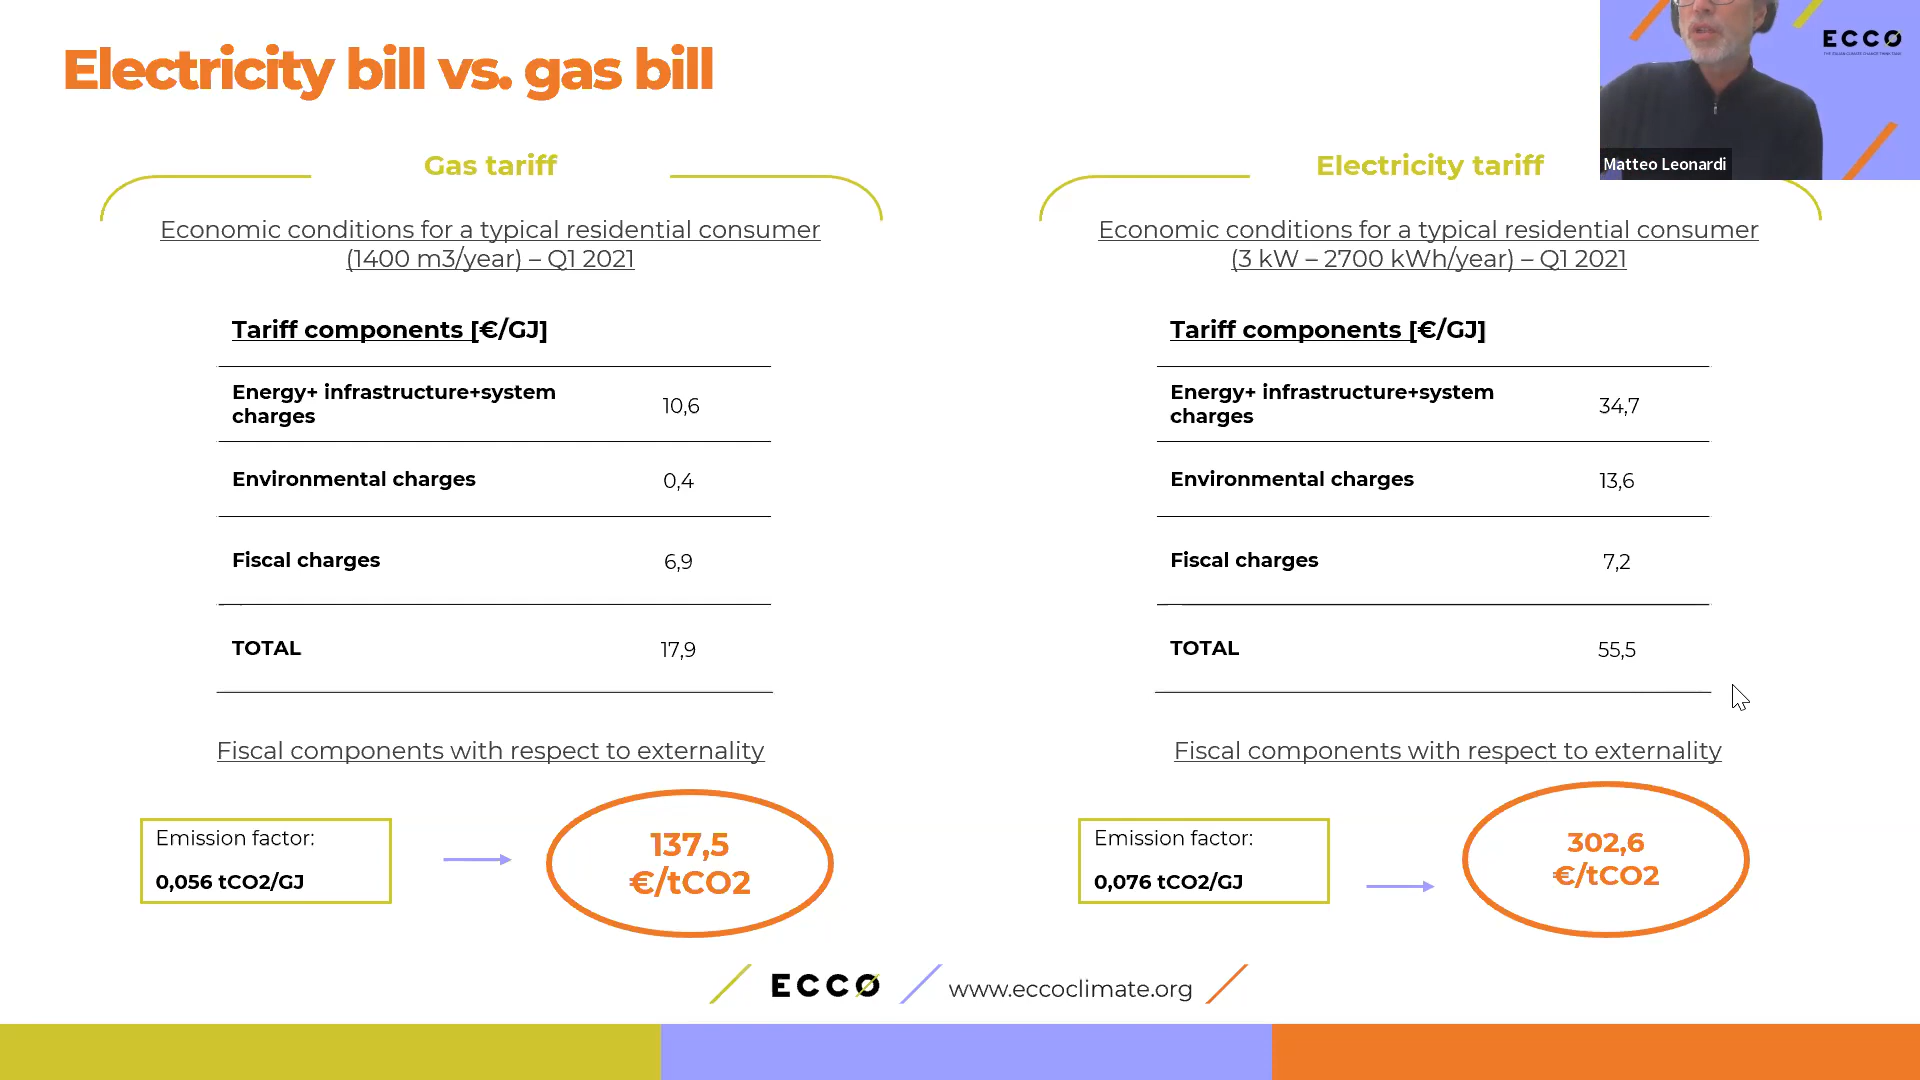 Electricity bill vs. gas bill
ECCO
Matteo Leonardi
Gas tariff
Economic conditions for a typical residential consumer
(1400 m3/year) – Q1 2021
Tariff components [€/GJ]
Energy+ infrastructure+system
charges
10,6
Environmental charges
0,4
Fiscal charges
6,9
TOTAL
17,9
Fiscal components with respect to externality
Emission factor:
0,056 tCO2/GJ
137,5
€/tCO2
Electricity tariff
Economic conditions for a typical residential consumer
(3 kW – 2700 kWh/year) – Q1 2021
Tariff components [€/GJ]
Energy+ infrastructure+system
charges
34,7
Environmental charges
13,6
Fiscal charges
7,2
TOTAL
55,5
Fiscal components with respect to externality
Emission factor:
0,076 tCO2/GJ
302,6
€/tCO2
ECCO
www.eccoclimate.org